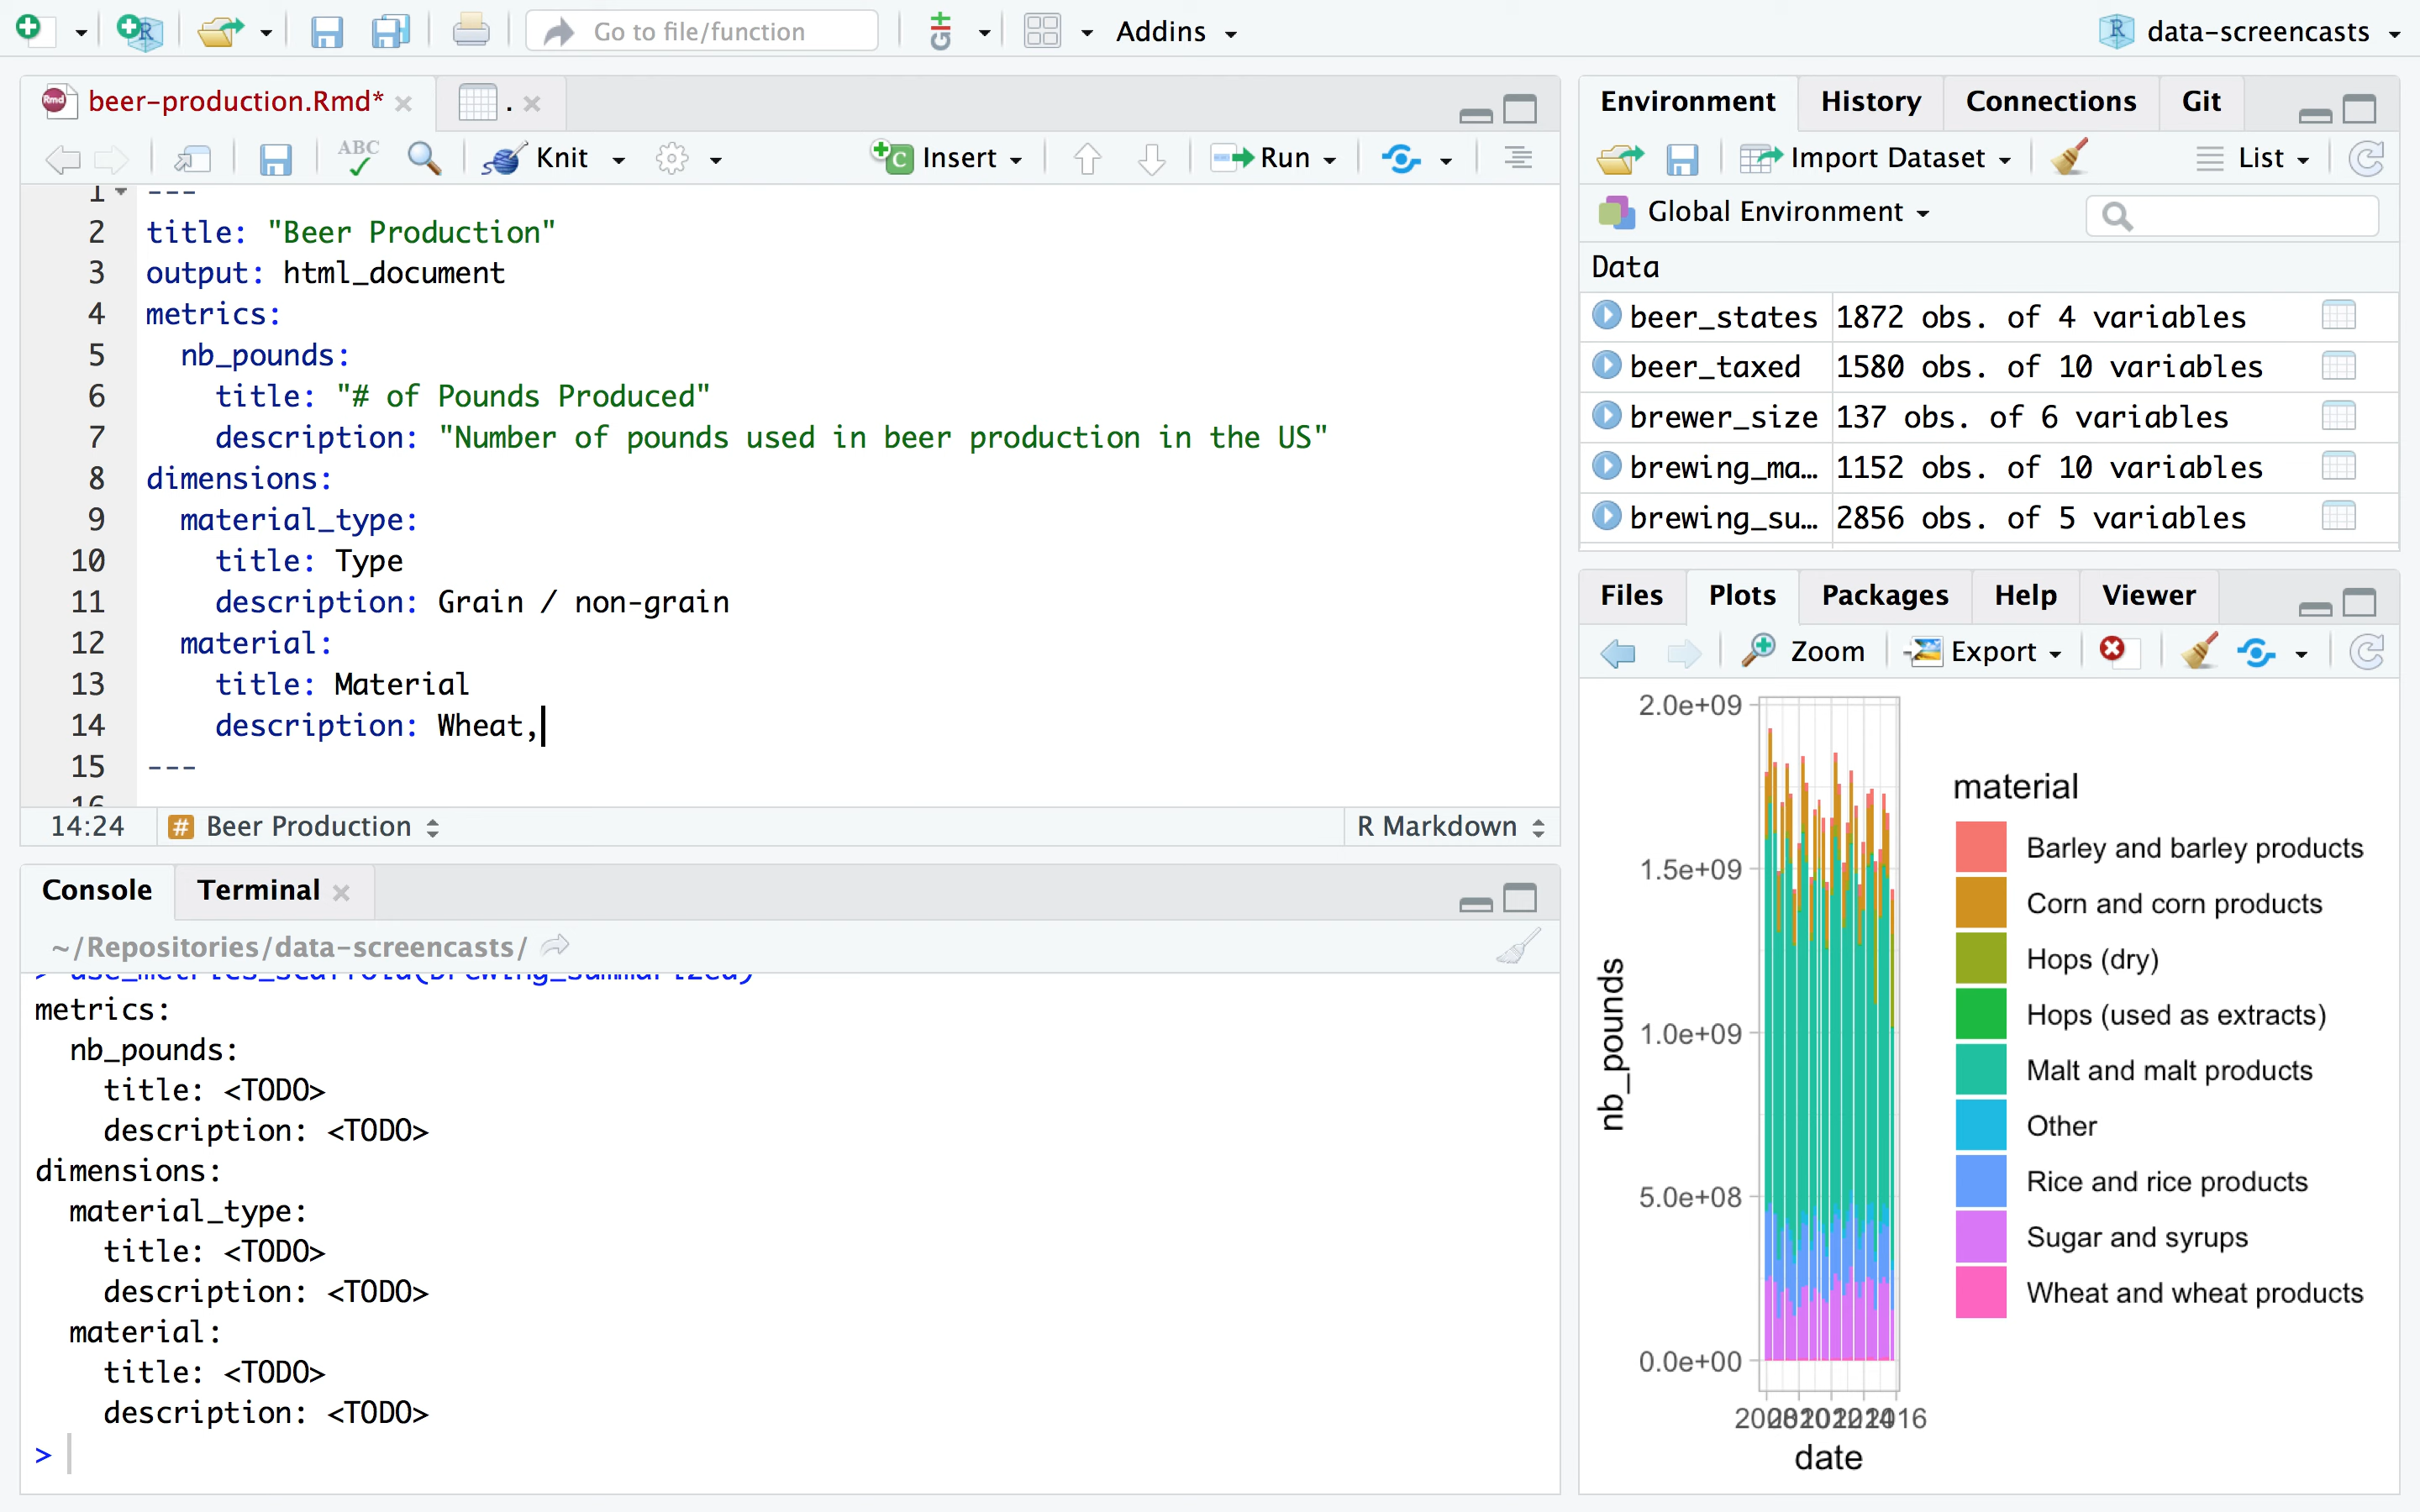 Go to file/function
Addins
data-screencasts
beer-production.Rmd*
.
Knit
Insert
Run
1 ---
2 title: "Beer Production"
3 output: html_document
4 metrics:
5 nb_pounds:
6 title: "# of Pounds Produced"
7 description: "Number of pounds used in beer production in the US"
8 dimensions:
9 material_type:
10 title: Type
11 description: Grain / non-grain
12 material:
13 title: Material
14 description: Wheat,
15 ---
16
14:24 # Beer Production R Markdown
Console Terminal
~/Repositories/data-screencasts/
> use_metrics_scaffold(brewing_summarized)
metrics:
nb_pounds:
title: <TODO>
description: <TODO>
dimensions:
material_type:
title: <TODO>
description: <TODO>
material:
title: <TODO>
description: <TODO>
>
Environment History Connections Git
Import Dataset List
Global Environment
Data
beer_states 1872 obs. of 4 variables
beer_taxed 1580 obs. of 10 variables
brewer_size 137 obs. of 6 variables
brewing_ma… 1152 obs. of 10 variables
brewing_su… 2856 obs. of 5 variables
Files Plots Packages Help Viewer
Zoom Export
2.0e+09
1.5e+09
1.0e+09
5.0e+08
0.0e+00
nb_pounds
2008 2010 2012 2014 2016
date
material
Barley and barley products
Corn and corn products
Hops (dry)
Hops (used as extracts)
Malt and malt products
Other
Rice and rice products
Sugar and syrups
Wheat and wheat products